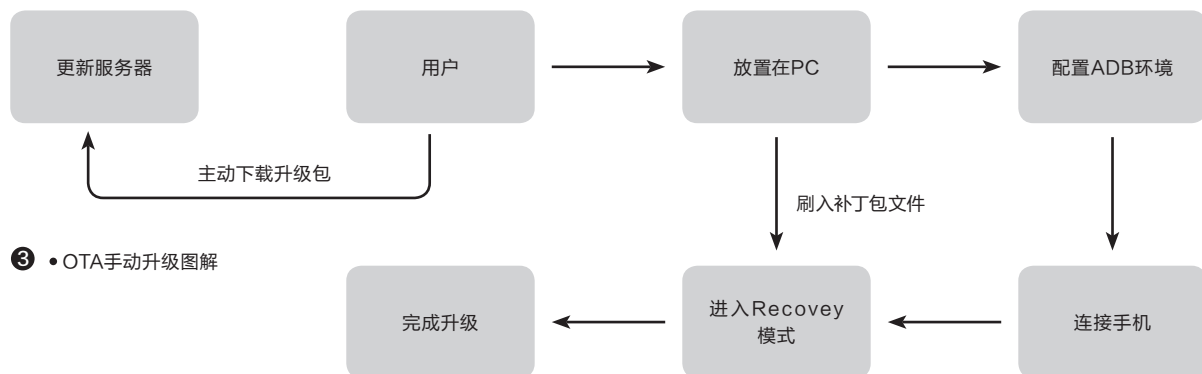 更新服务器
用户
放置在PC
配置ADB环境
主动下载升级包
刷入补丁包文件
❸ • OTA手动升级图解
完成升级
进入Recovey
模式
连接手机